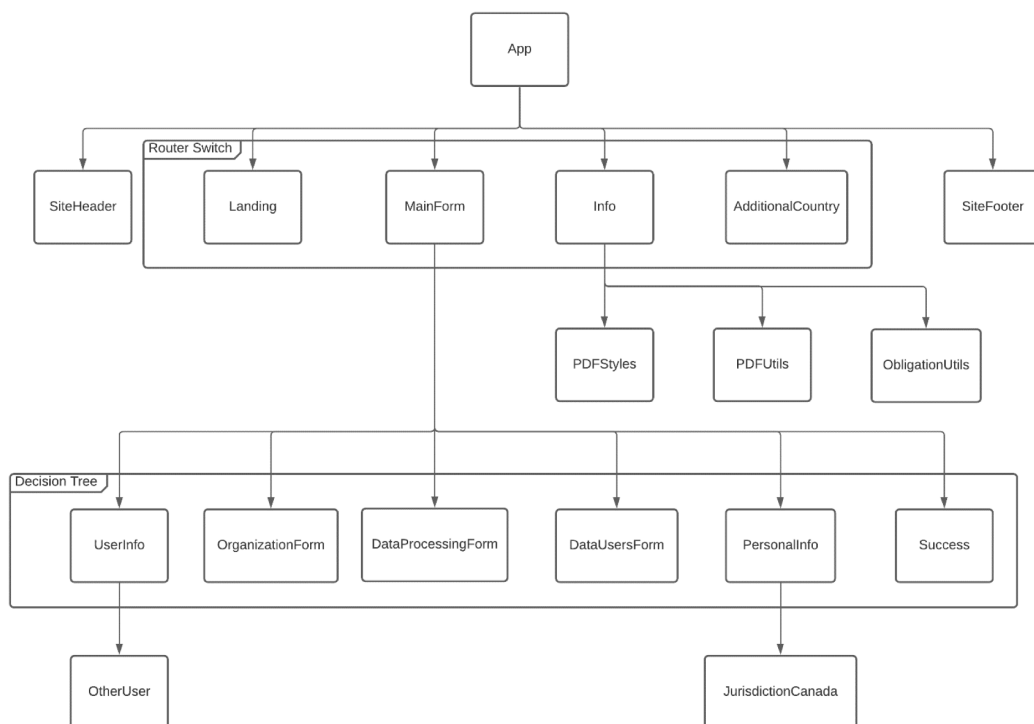 App
Router Switch
SiteHeader
Landing
MainForm
Info
AdditionalCountry
SiteFooter
PDFStyles
PDFUtils
ObligationUtils
Decision Tree
UserInfo
OrganizationForm
DataProcessingForm
DataUsersForm
PersonalInfo
Success
OtherUser
JurisdictionCanada